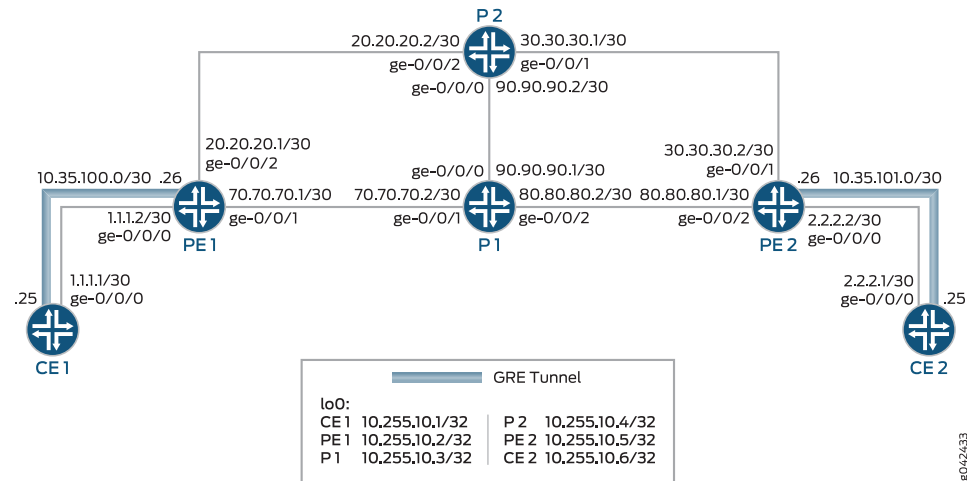 P 2
20.20.20.2/30 30.30.30.1/30
ge-0/0/2 ge-0/0/1
ge-0/0/0 90.90.90.2/30
20.20.20.1/30
ge-0/0/2
ge-0/0/0 90.90.90.1/30
30.30.30.2/30
ge-0/0/1
10.35.100.0/30 .26
70.70.70.1/30 70.70.70.2/30 80.80.80.2/30 80.80.80.1/30
.26 10.35.101.0/30
1.1.1.2/30
ge-0/0/0
ge-0/0/1 ge-0/0/1 ge-0/0/2 ge-0/0/2
2.2.2.2/30
ge-0/0/0
PE 1 P 1 PE 2
1.1.1.1/30
.25 ge-0/0/0
2.2.2.1/30
ge-0/0/0 .25
CE 1 CE 2
GRE Tunnel
lo0:
CE 1 10.255.10.1/32 P 2 10.255.10.4/32
PE 1 10.255.10.2/32 PE 2 10.255.10.5/32
P 1 10.255.10.3/32 CE 2 10.255.10.6/32
g042433